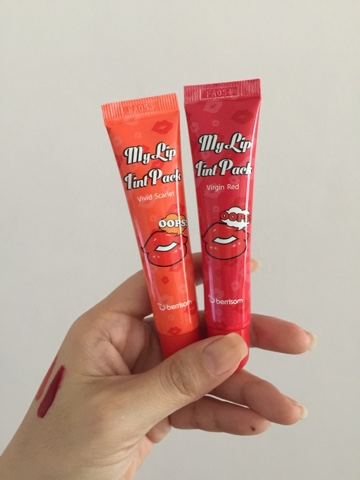 My Lip
Tint Pack
Vivid Scarlet
OOPS!
berrisom
My Lip
Tint Pack
Virgin Red
OOPS!
berrisom